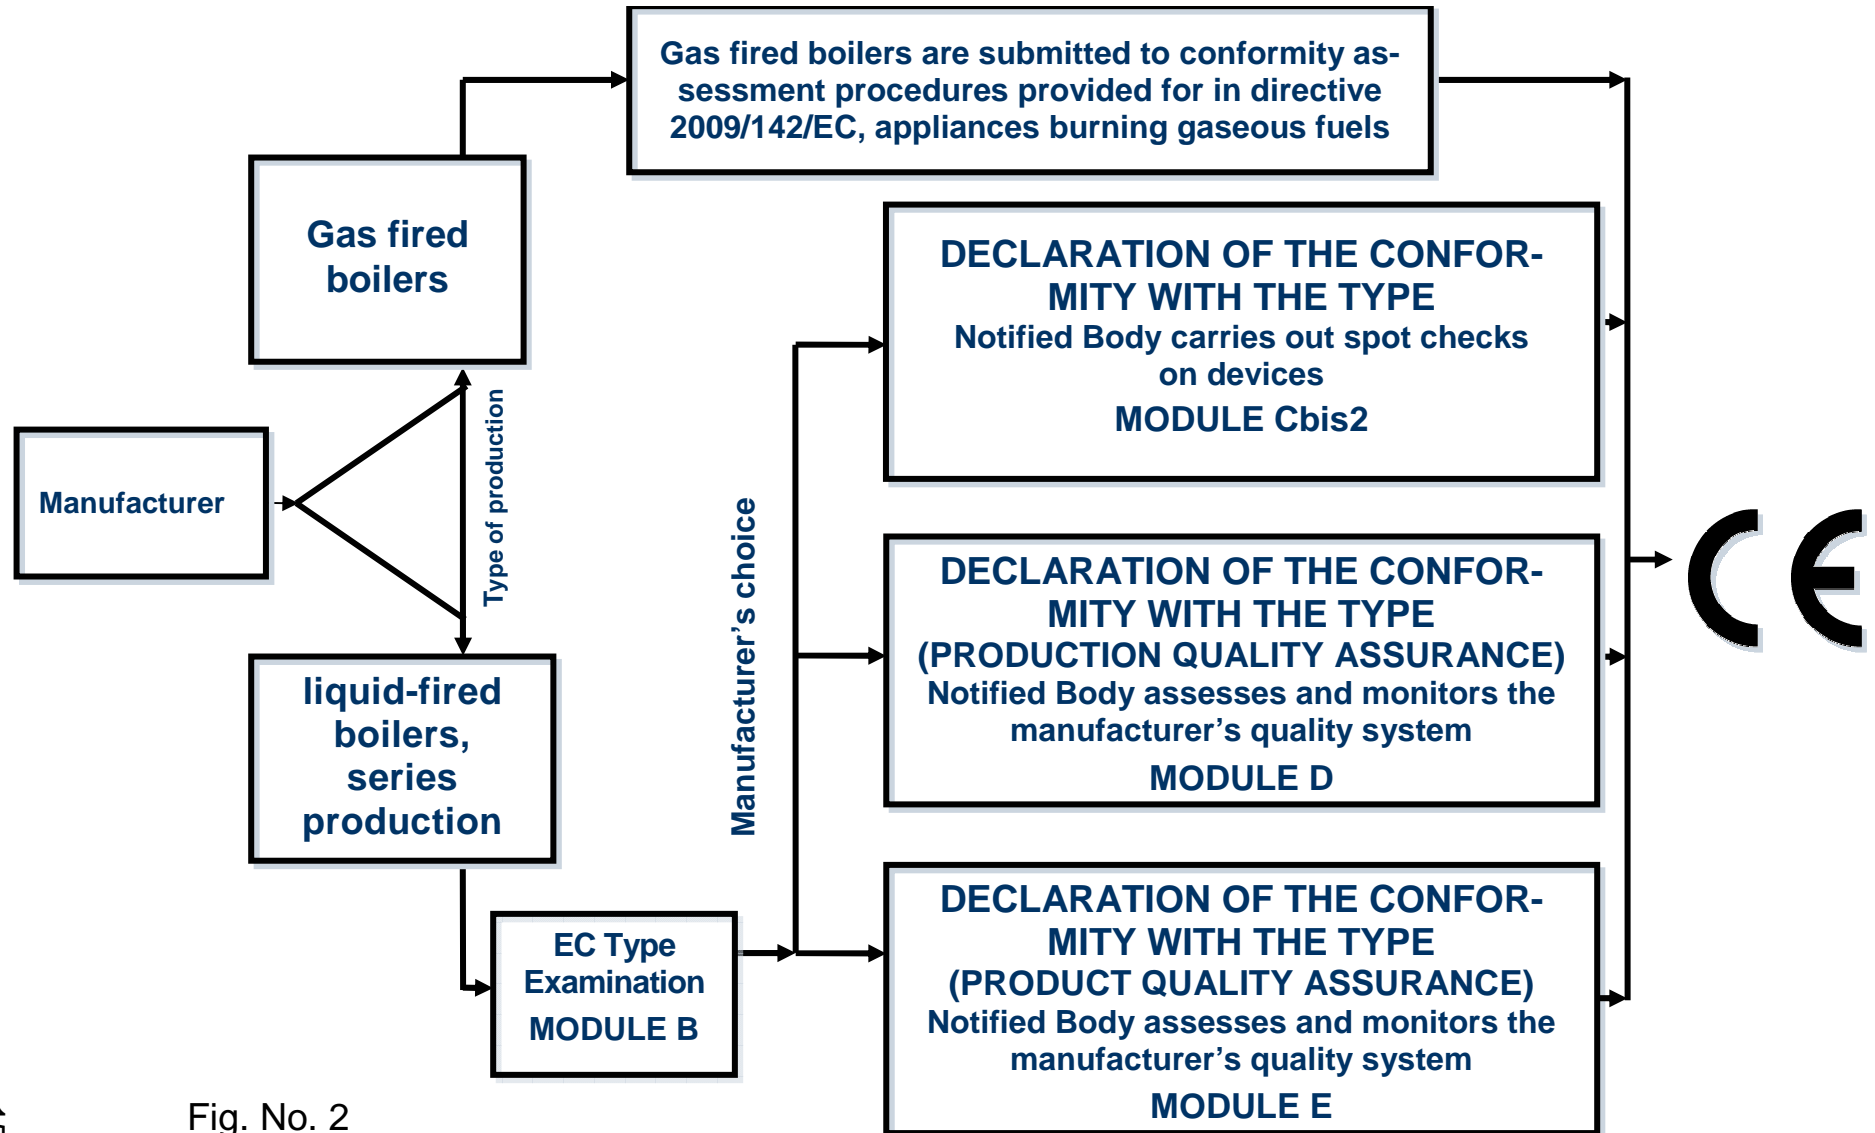 Gas fired boilers are submitted to conformity as-
sessment procedures provided for in directive
2009/142/EC, appliances burning gaseous fuels
Gas fired
boilers
DECLARATION OF THE CONFOR-
MITY WITH THE TYPE
Notified Body carries out spot checks
on devices
MODULE Cbis2
Manufacturer
Type of production
Manufacturer's choice
DECLARATION OF THE CONFOR-
MITY WITH THE TYPE
(PRODUCTION QUALITY ASSURANCE)
Notified Body assesses and monitors the
manufacturer's quality system
MODULE D
CE
liquid-fired
boilers,
series
production
EC Type
Examination
MODULE B
DECLARATION OF THE CONFOR-
MITY WITH THE TYPE
(PRODUCT QUALITY ASSURANCE)
Notified Body assesses and monitors the
manufacturer's quality system
MODULE E
Fig. No. 2